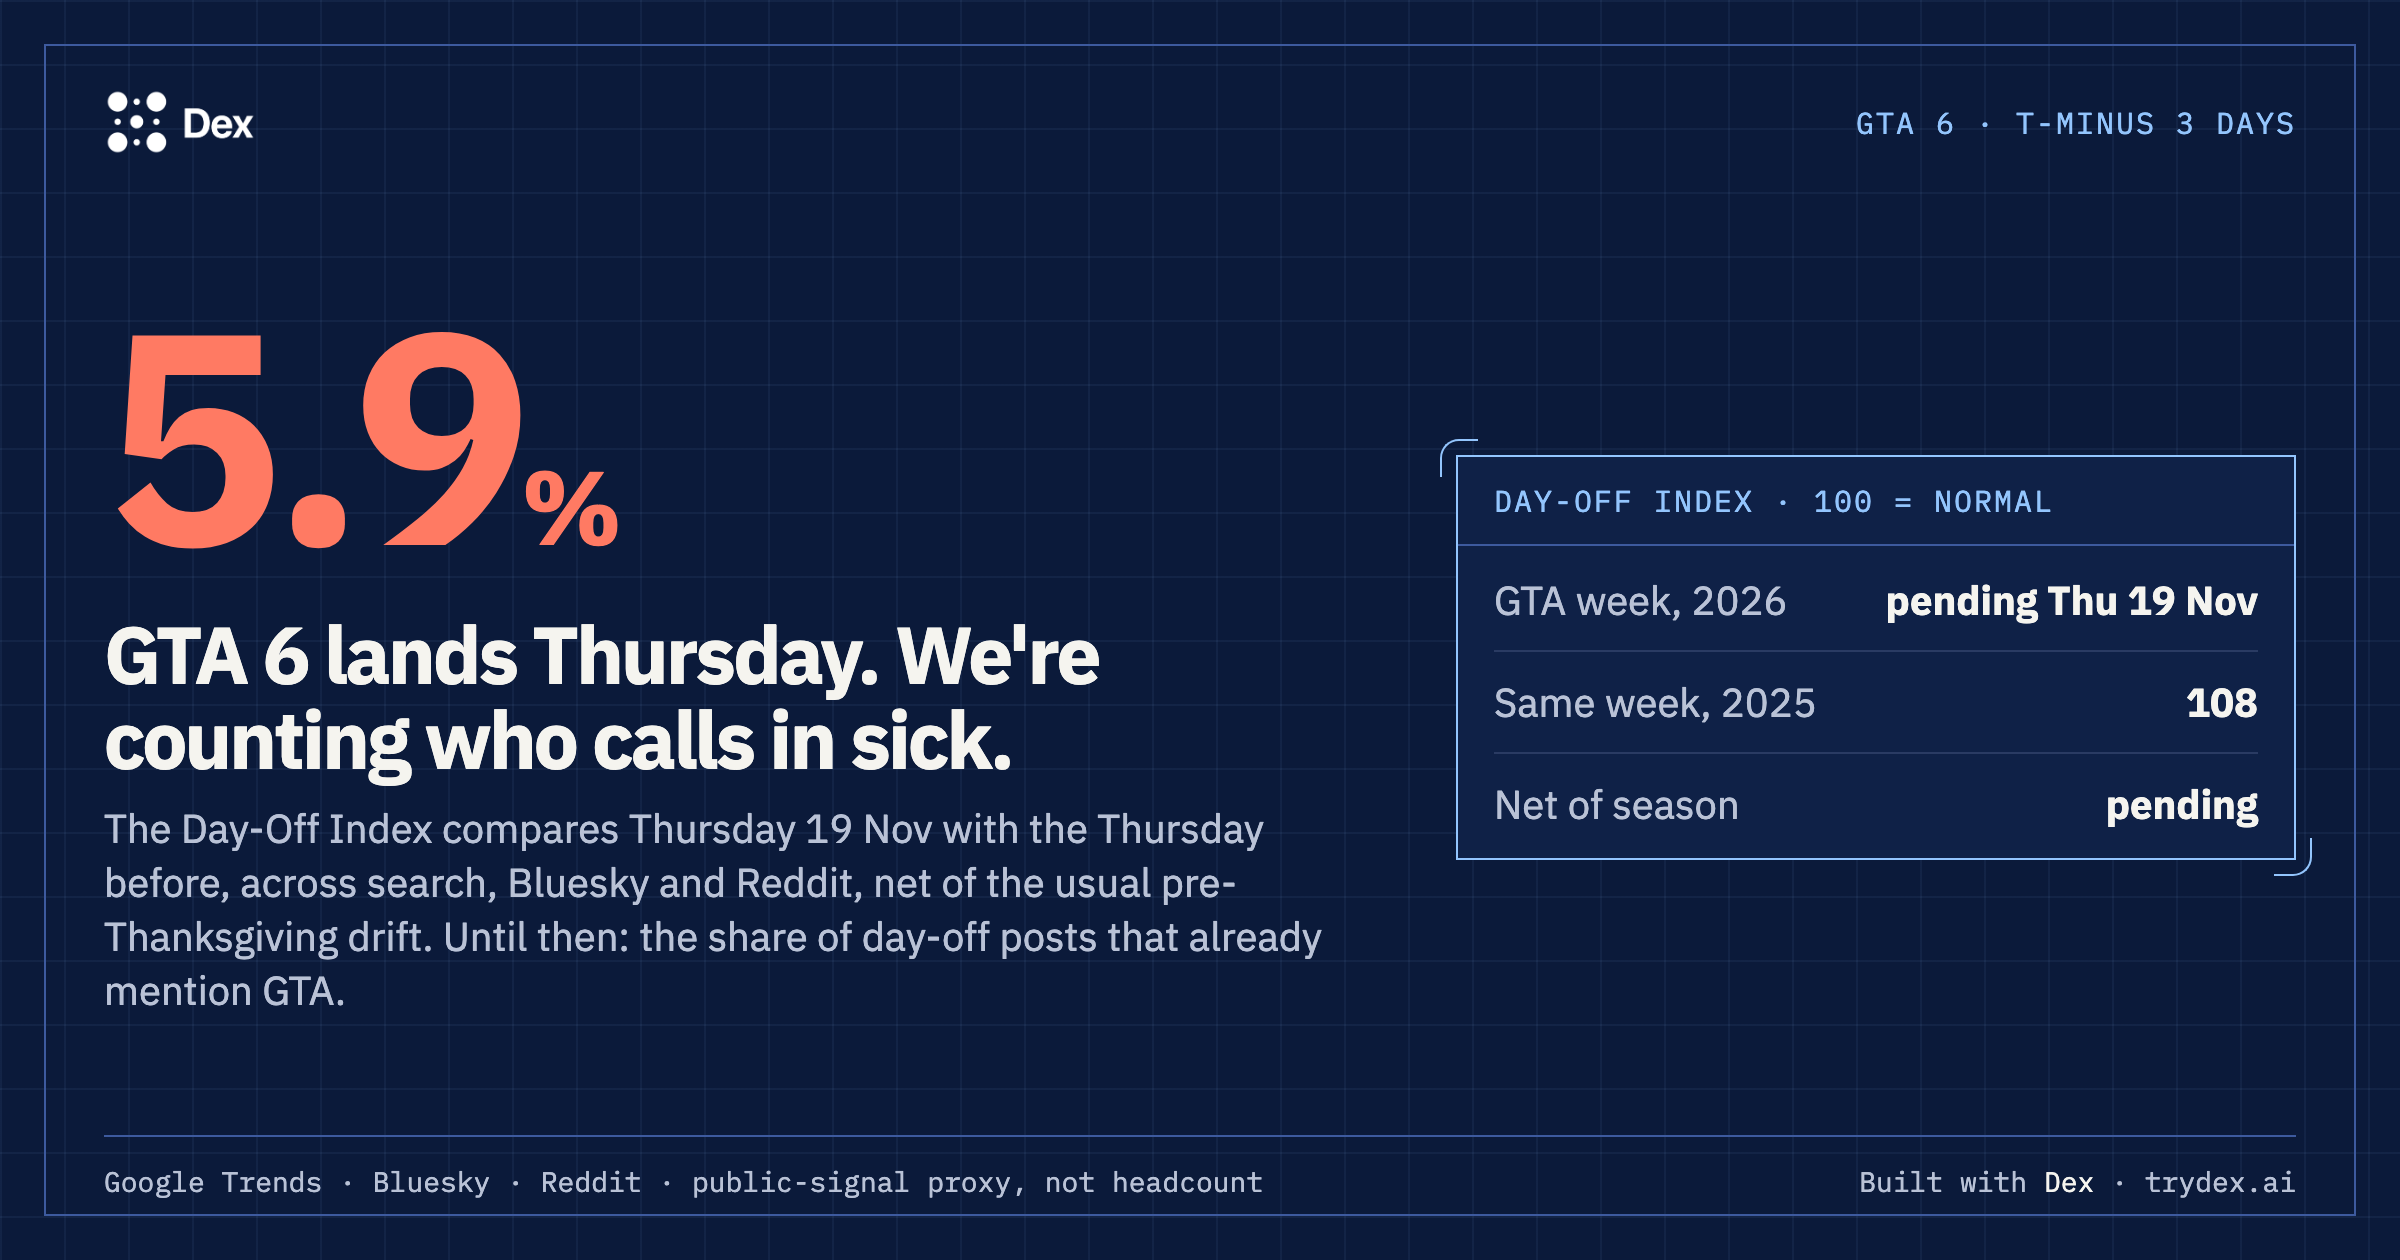 Dex
GTA 6 · T-MINUS 3 DAYS
5.9%
GTA 6 lands Thursday. We're
counting who calls in sick.
The Day-Off Index compares Thursday 19 Nov with the Thursday
before, across search, Bluesky and Reddit, net of the usual pre-
Thanksgiving drift. Until then: the share of day-off posts that already
mention GTA.
DAY-OFF INDEX · 100 = NORMAL
GTA week, 2026 pending Thu 19 Nov
Same week, 2025 108
Net of season pending
Google Trends · Bluesky · Reddit · public-signal proxy, not headcount
Built with Dex · trydex.ai